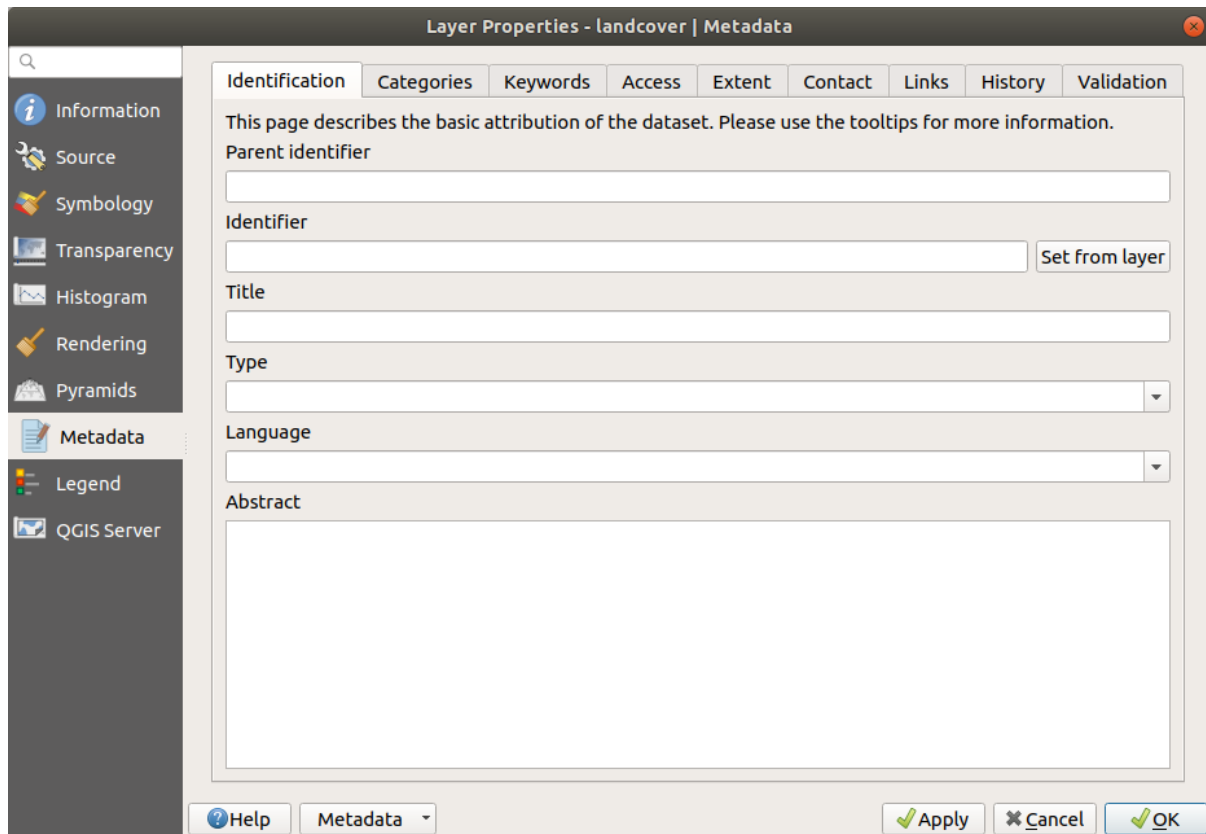 Layer Properties - landcover | Metadata
Information
Source
Symbology
Transparency
Histogram
Rendering
Pyramids
Metadata
Legend
QGIS Server
Identification Categories Keywords Access Extent Contact Links History Validation
This page describes the basic attribution of the dataset. Please use the tooltips for more information.
Parent identifier
Identifier
Set from layer
Title
Type
Language
Abstract
Help Metadata Apply Cancel OK